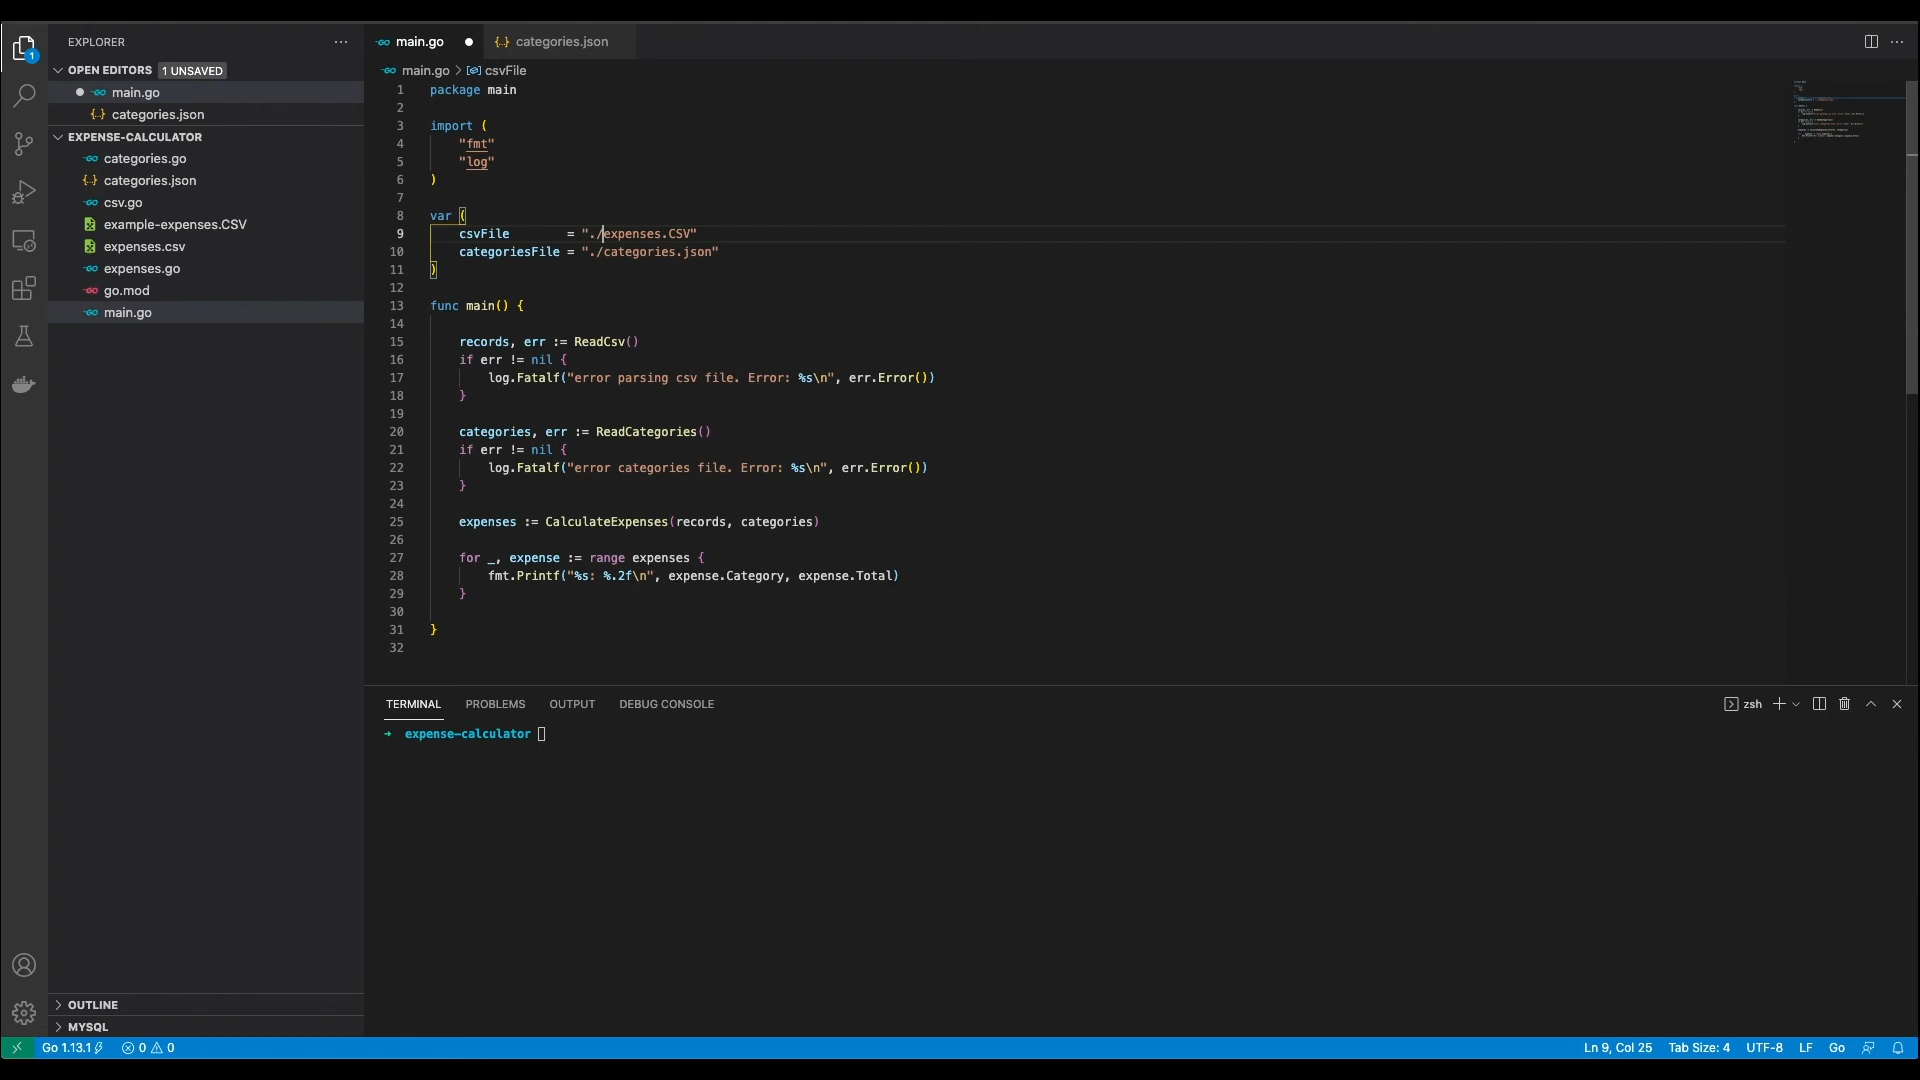 EXPLORER
OPEN EDITORS 1 UNSAVED
main.go
categories.json
EXPENSE-CALCULATOR
categories.go
categories.json
csv.go
example-expenses.CSV
expenses.csv
expenses.go
go.mod
main.go
OUTLINE
MYSQL
main.go
categories.json
main.go > csvFile
1 package main
2
3 import (
4 "fmt"
5 "log"
6 )
7
8 var (
9 csvFile = "./expenses.CSV"
10 categoriesFile = "./categories.json"
11 )
12
13 func main() {
14
15 records, err := ReadCsv()
16 if err != nil {
17 log.Fatalf("error parsing csv file. Error: %s\n", err.Error())
18 }
19
20 categories, err := ReadCategories()
21 if err != nil {
22 log.Fatalf("error categories file. Error: %s\n", err.Error())
23 }
24
25 expenses := CalculateExpenses(records, categories)
26
27 for _, expense := range expenses {
28 fmt.Printf("%s: %.2f\n", expense.Category, expense.Total)
29 }
30
31 }
32
TERMINAL PROBLEMS OUTPUT DEBUG CONSOLE
zsh
→ expense-calculator
1
Go 1.13.1 0 0
Ln 9, Col 25 Tab Size: 4 UTF-8 LF Go